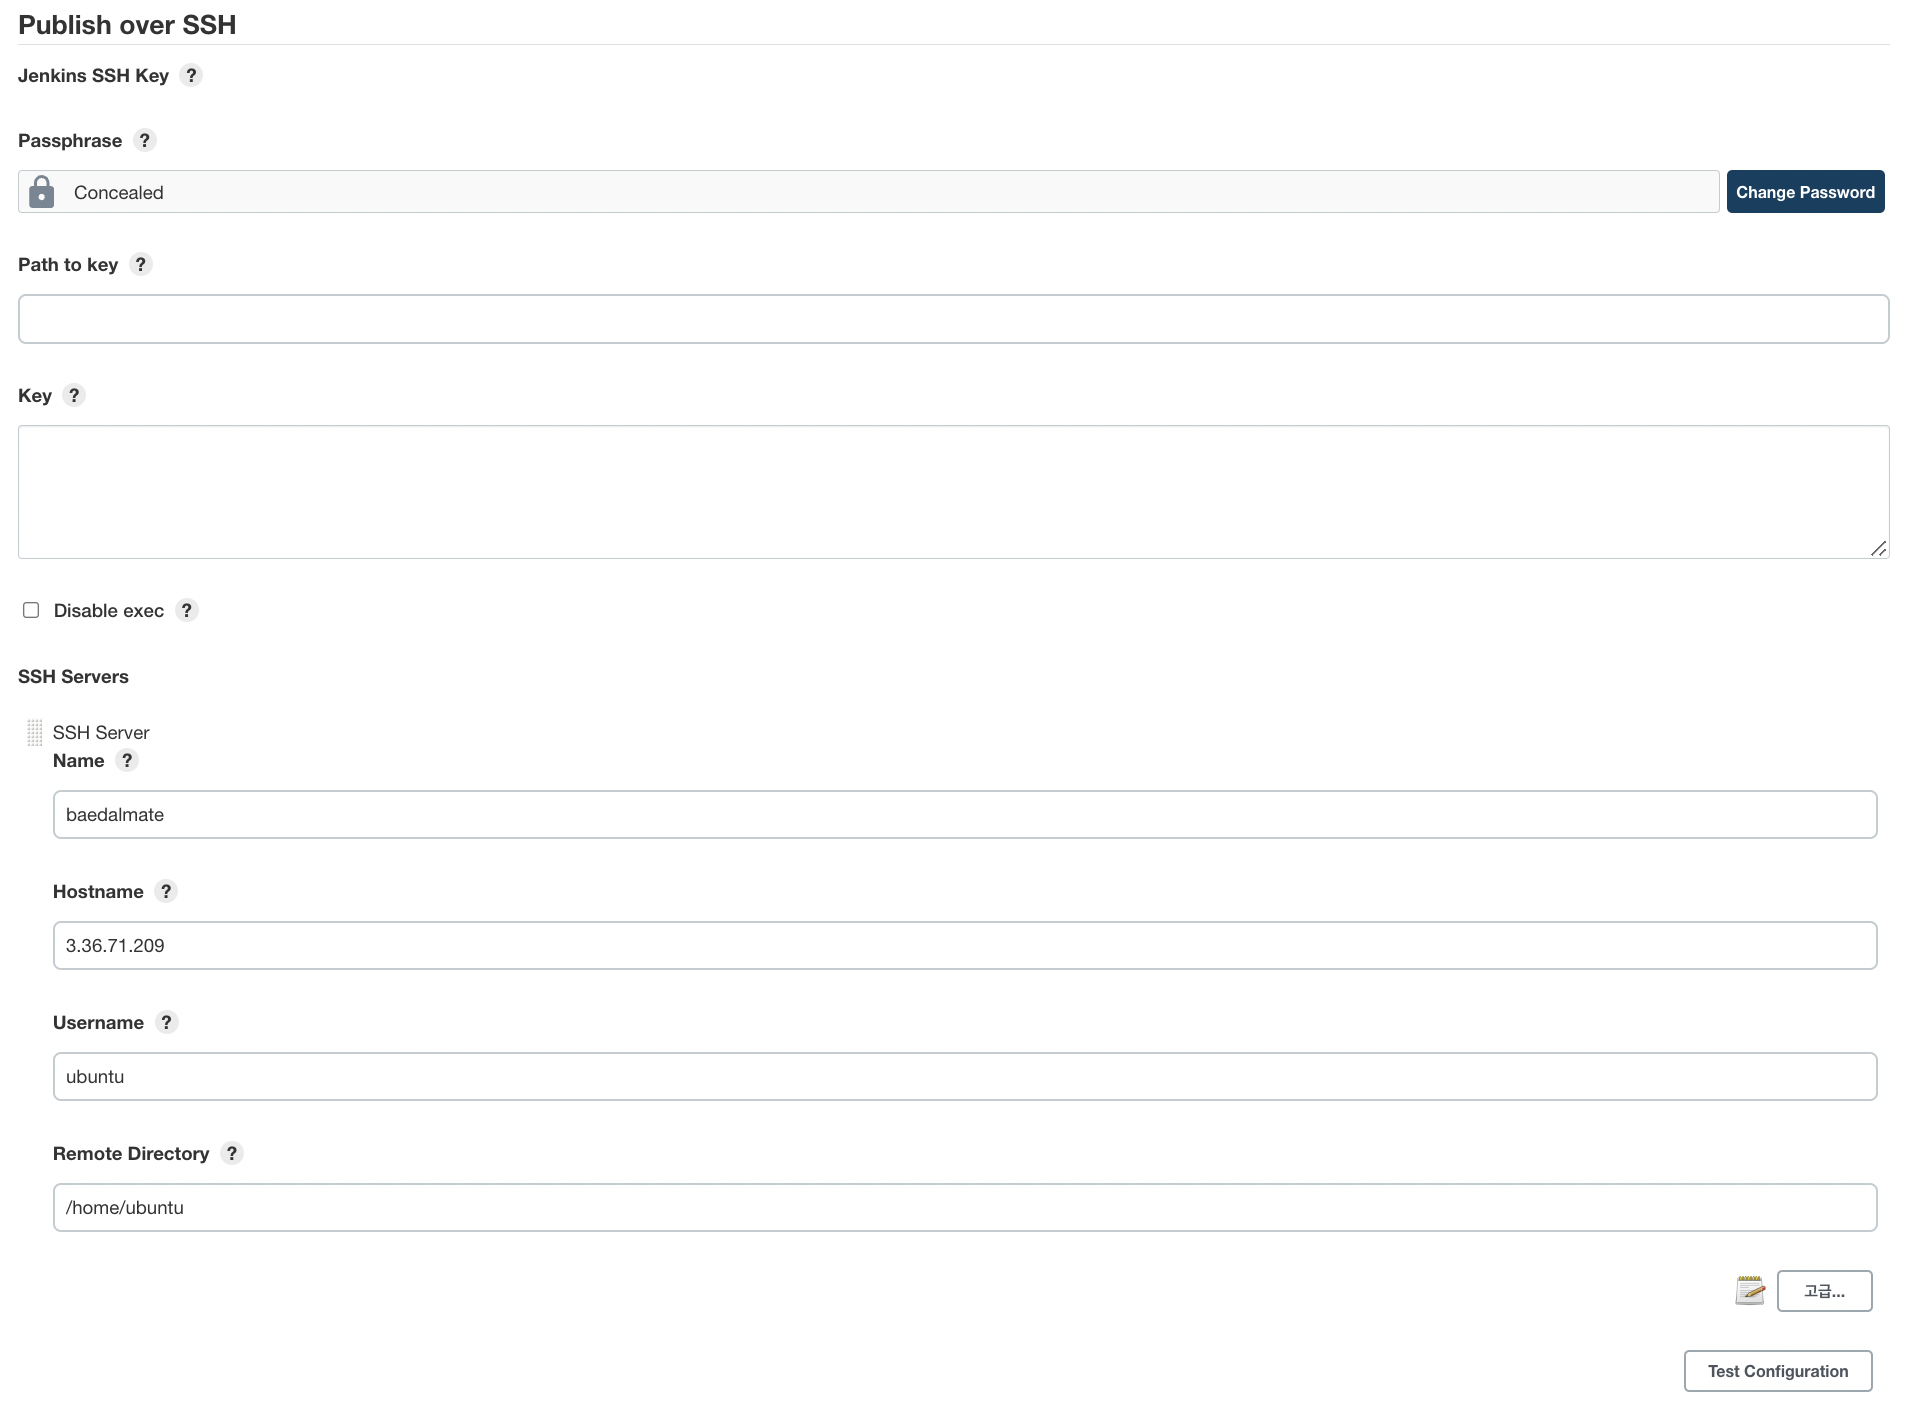 Publish over SSH
Jenkins SSH Key ?
Passphrase ?
Concealed
Change Password
Path to key ?
Key ?
Disable exec ?
SSH Servers
SSH Server
Name ?
baedalmate
Hostname ?
3.36.71.209
Username ?
ubuntu
Remote Directory ?
/home/ubuntu
고급...
Test Configuration